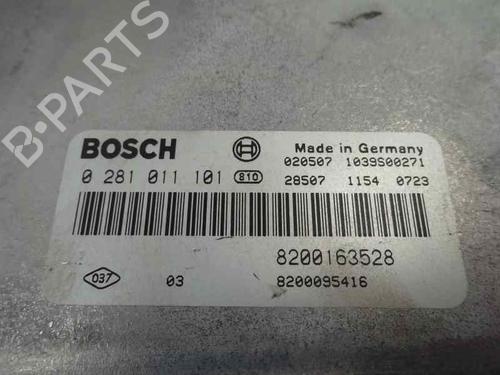 BOSCH
Made in Germany
020507 1039S00271
0 281 011 101 810
28507 1154 0723
8200163528
037 03 8200095416
B-PARTS